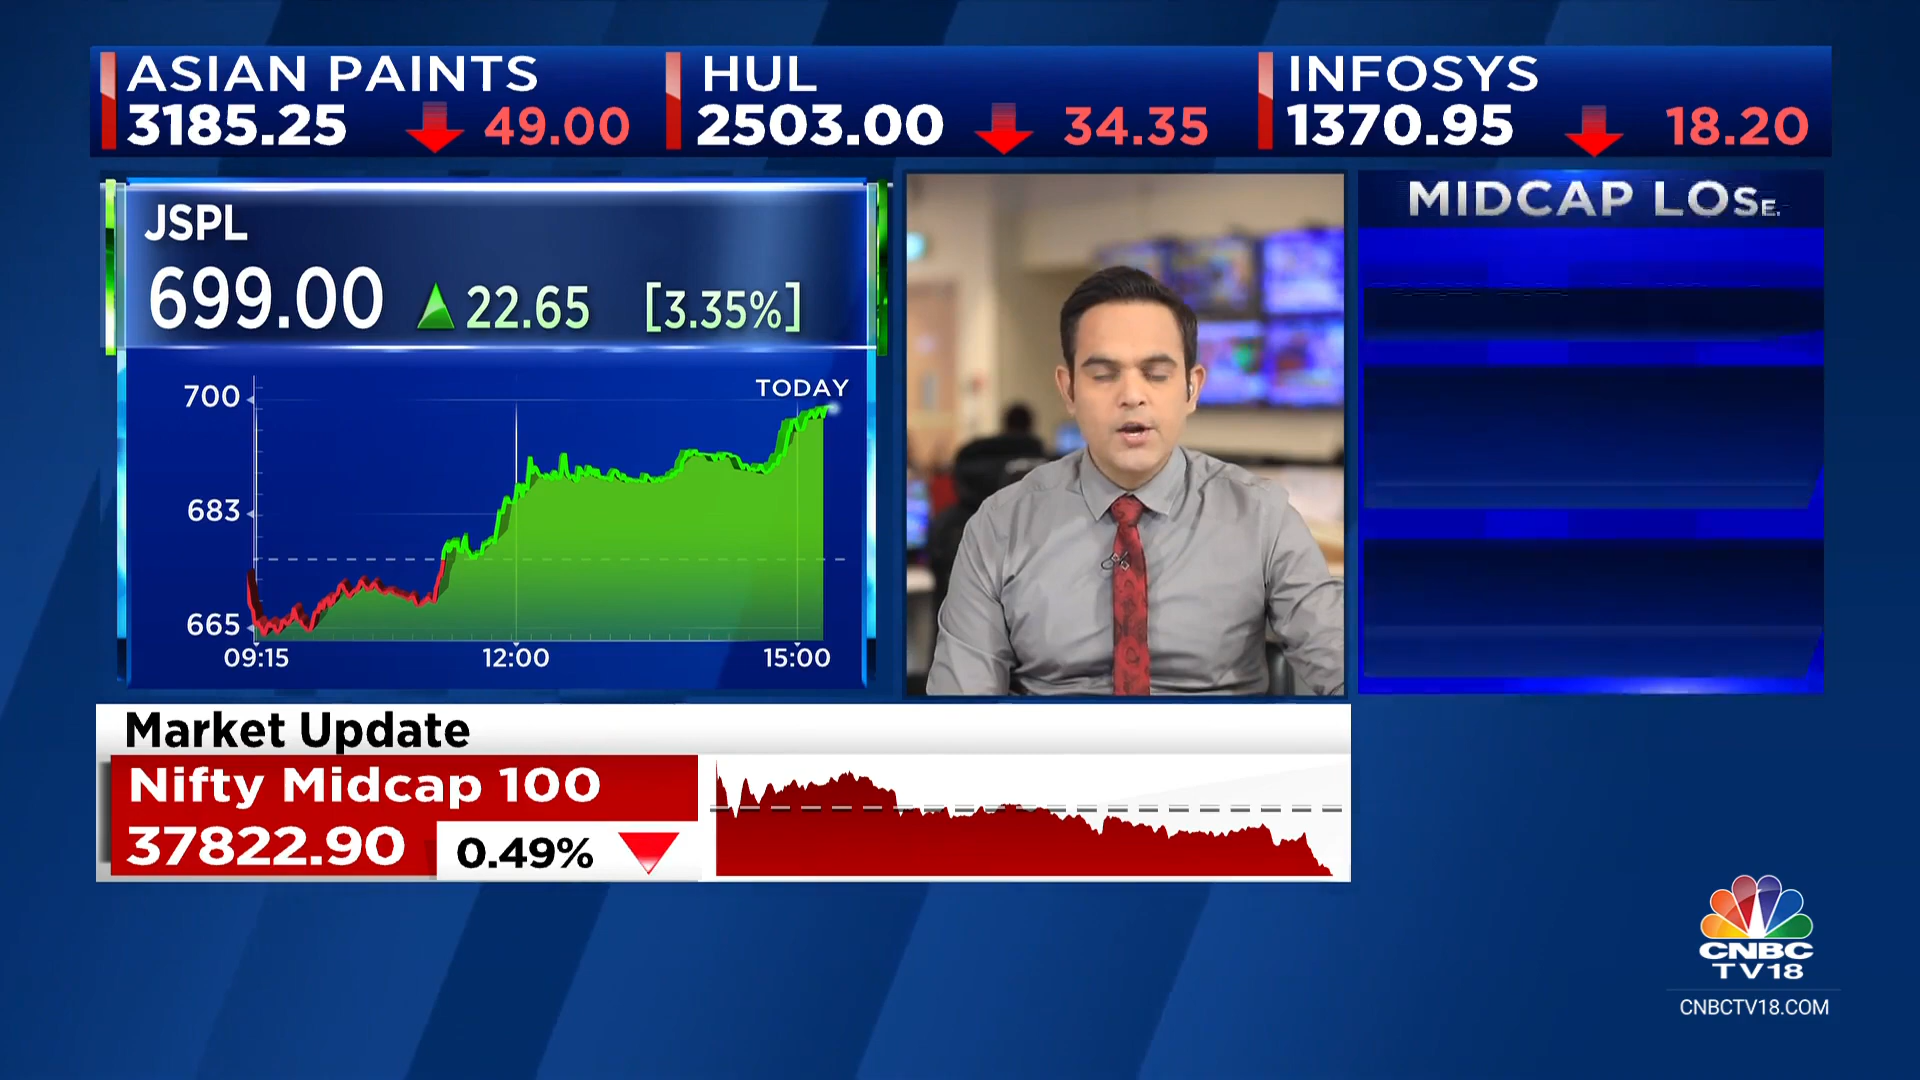 ASIAN PAINTS
3185.25 49.00
HUL
2503.00 34.35
INFOSYS
1370.95 18.20
JSPL
699.00 22.65 [3.35%]
TODAY
700
683
665
09:15 12:00 15:00
MIDCAP LOSE
Market Update
Nifty Midcap 100
37822.90 0.49%
CNBC
TV18
CNBCTV18.COM